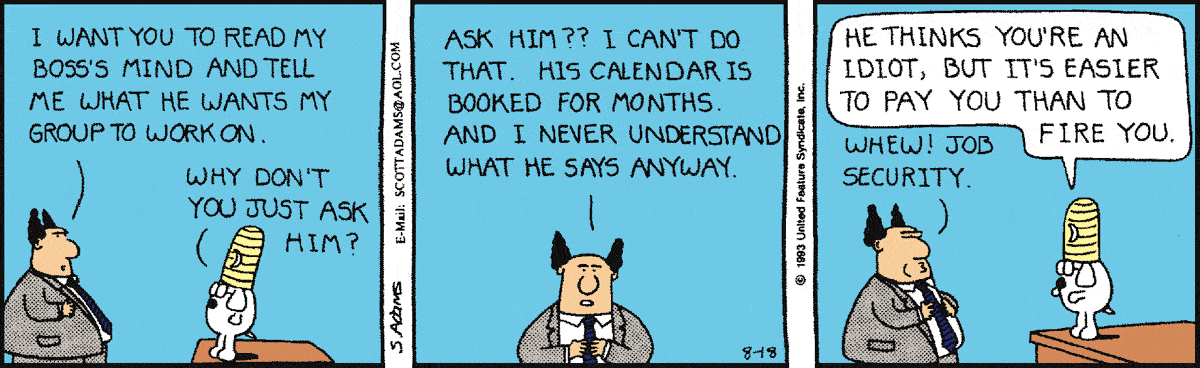 I WANT YOU TO READ MY
BOSS'S MIND AND TELL
ME WHAT HE WANTS MY
GROUP TO WORK ON.
WHY DON'T
YOU JUST ASK
HIM?
S. Adams
E-Mail: SCOTTADAMS@AOL.COM
ASK HIM?? I CAN'T DO
THAT. HIS CALENDAR IS
BOOKED FOR MONTHS.
AND I NEVER UNDERSTAND
WHAT HE SAYS ANYWAY.
8-18
© 1993 United Feature Syndicate, Inc.
HE THINKS YOU'RE AN
IDIOT, BUT IT'S EASIER
TO PAY YOU THAN TO
FIRE YOU.
WHEW! JOB
SECURITY.